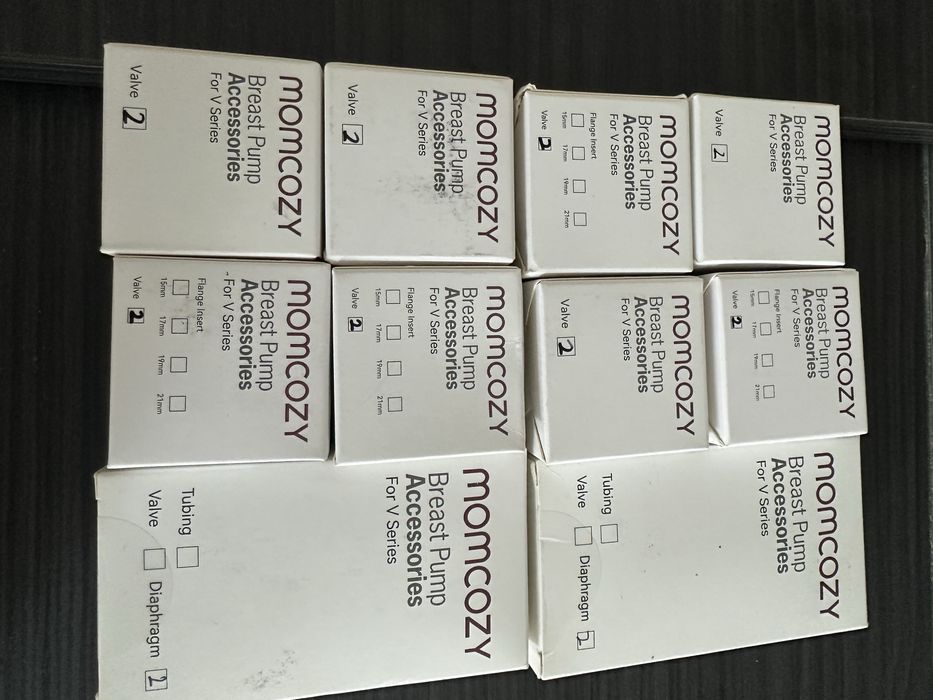 momcozy
Breast Pump
Accessories
For V Series
Valve 2
momcozy
Breast Pump
Accessories
For V Series
Valve 2
momcozy
Breast Pump
Accessories
For V Series
Flange Insert
15mm 17mm 19mm 21mm
Valve 2
momcozy
Breast Pump
Accessories
For V Series
Valve 2
momcozy
Breast Pump
Accessories
For V Series
Flange Insert
15mm 17mm 19mm 21mm
Valve 2
momcozy
Breast Pump
Accessories
For V Series
Flange Insert
15mm 17mm 19mm 21mm
Valve 2
momcozy
Breast Pump
Accessories
For V Series
Valve 2
momcozy
Breast Pump
Accessories
For V Series
Flange Insert
15mm 17mm 19mm 21mm
Valve 2
momcozy
Breast Pump
Accessories
For V Series
Tubing
Valve Diaphragm 2
momcozy
Breast Pump
Accessories
For V Series
Tubing
Valve Diaphragm 2